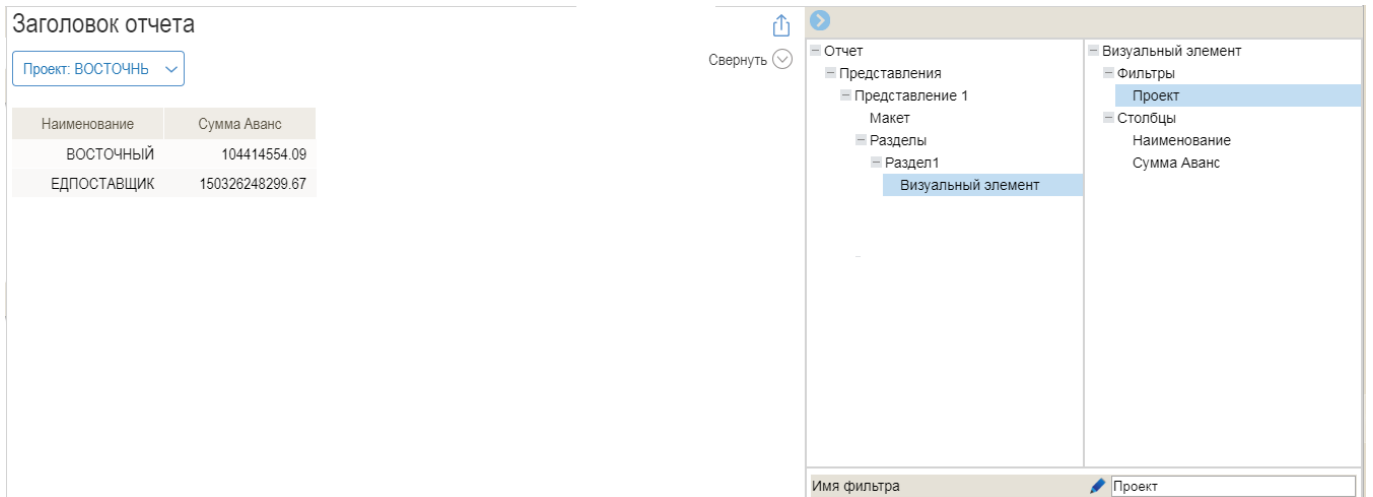 Заголовок отчета
Свернуть
Проект: ВОСТОЧНЬ
Наименование Сумма Аванс
ВОСТОЧНЫЙ 104414554.09
ЕДПОСТАВЩИК 150326248299.67
Отчет
Представления
Представление 1
Макет
Разделы
Раздел1
Визуальный элемент
Визуальный элемент
Фильтры
Проект
Столбцы
Наименование
Сумма Аванс
Имя фильтра Проект